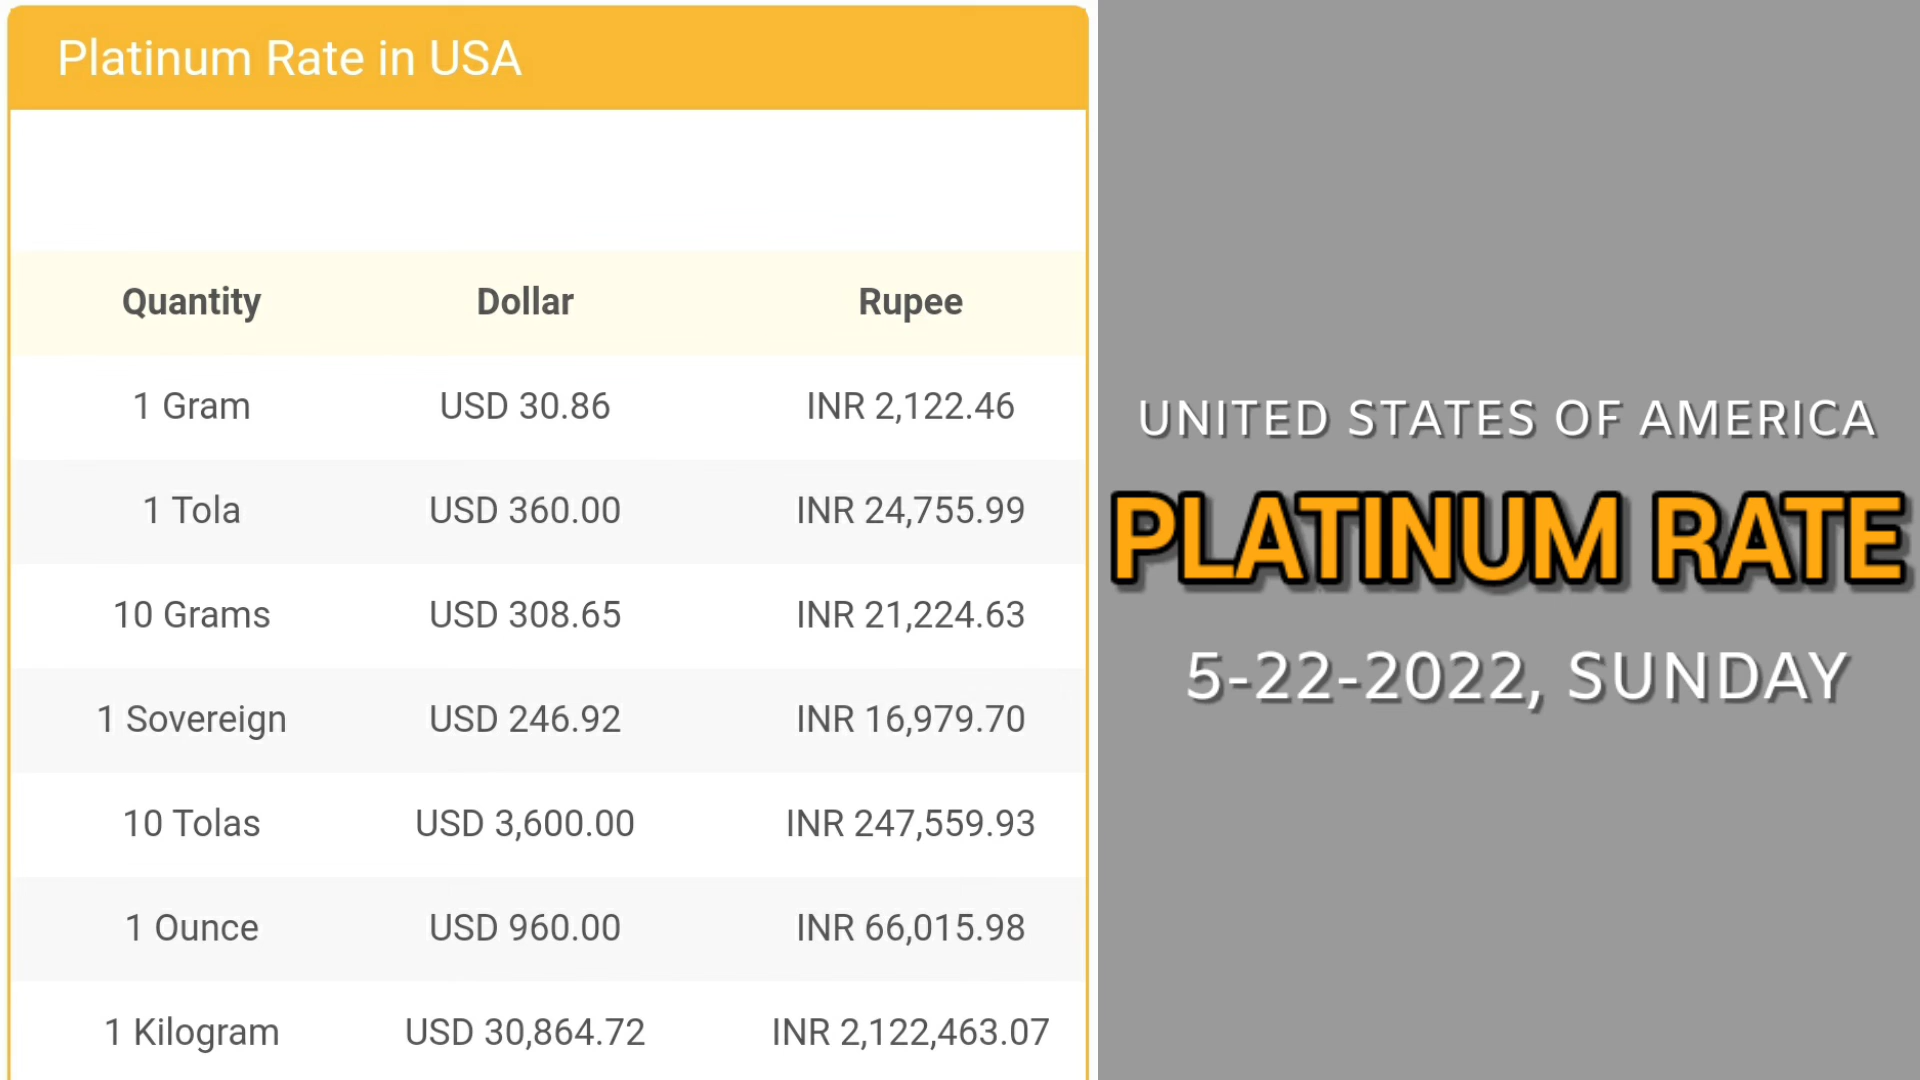 Platinum Rate in USA
Quantity Dollar Rupee
1 Gram USD 30.86 INR 2,122.46
1 Tola USD 360.00 INR 24,755.99
10 Grams USD 308.65 INR 21,224.63
1 Sovereign USD 246.92 INR 16,979.70
10 Tolas USD 3,600.00 INR 247,559.93
1 Ounce USD 960.00 INR 66,015.98
1 Kilogram USD 30,864.72 INR 2,122,463.07
UNITED STATES OF AMERICA
PLATINUM RATE
5-22-2022, SUNDAY